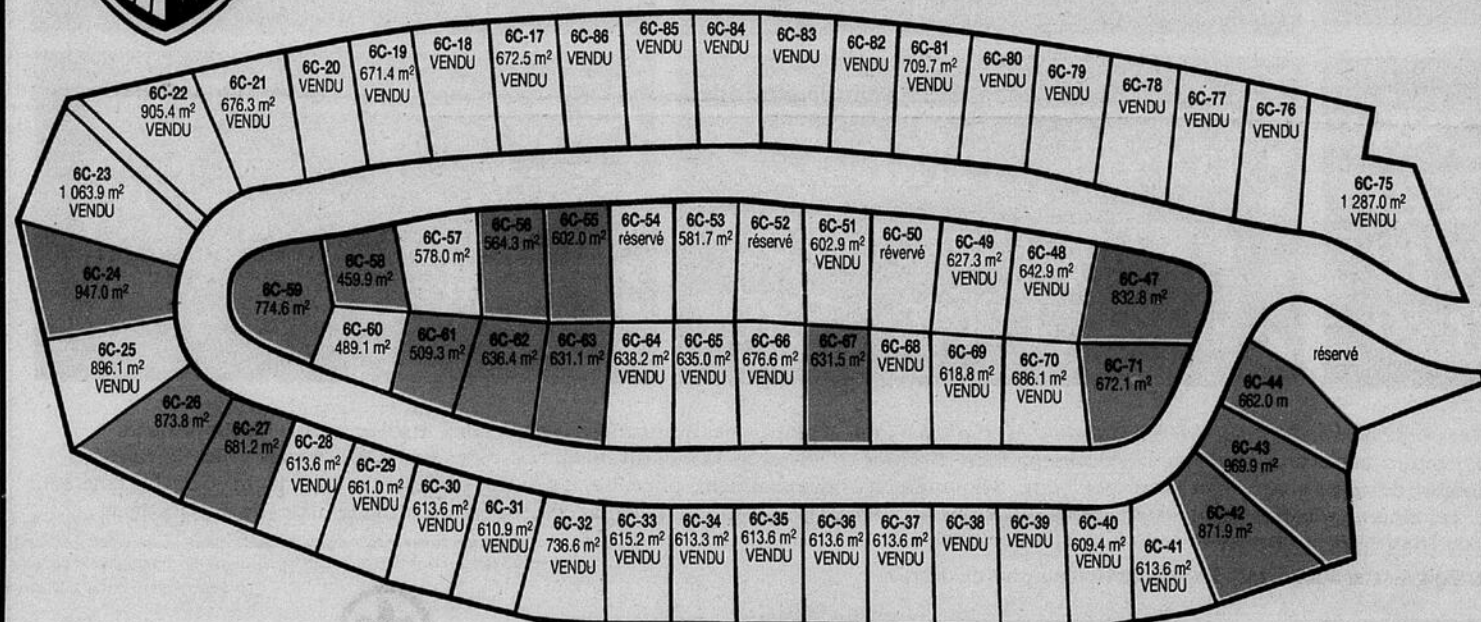 6C-22
905.4 m²
VENDU
6C-21
676.3 m²
VENDU
6C-20
VENDU
6C-19
671.4 m²
VENDU
6C-18
VENDU
6C-17
672.5 m²
VENDU
6C-86
VENDU
6C-85
VENDU
6C-84
VENDU
6C-83
VENDU
6C-82
VENDU
6C-81
709.7 m²
VENDU
6C-80
VENDU
6C-79
VENDU
6C-78
VENDU
6C-77
VENDU
6C-76
VENDU
6C-75
1 287.0 m²
VENDU
6C-23
1 063.9 m²
VENDU
6C-24
947.0 m²
6C-25
896.1 m²
VENDU
6C-26
873.8 m²
6C-27
681.2 m²
6C-59
774.6 m²
6C-58
459.9 m²
6C-57
578.0 m²
6C-56
564.3 m²
6C-55
602.0 m²
6C-54
réservé
6C-53
581.7 m²
6C-52
réservé
6C-51
602.9 m²
VENDU
6C-50
révervé
6C-49
627.3 m²
VENDU
6C-48
642.9 m²
VENDU
6C-47
832.8 m²
6C-60
489.1 m²
6C-61
509.3 m²
6C-62
636.4 m²
6C-63
631.1 m²
6C-64
638.2 m²
VENDU
6C-65
635.0 m²
VENDU
6C-66
676.6 m²
VENDU
6C-67
631.5 m²
6C-68
VENDU
6C-69
618.8 m²
VENDU
6C-70
686.1 m²
VENDU
6C-71
672.1 m²
réservé
6C-44
662.0 m
6C-43
969.9 m²
6C-42
871.9 m²
6C-28
613.6 m²
VENDU
6C-29
661.0 m²
VENDU
6C-30
613.6 m²
VENDU
6C-31
610.9 m²
VENDU
6C-32
736.6 m²
VENDU
6C-33
615.2 m²
VENDU
6C-34
613.3 m²
VENDU
6C-35
613.6 m²
VENDU
6C-36
613.6 m²
VENDU
6C-37
613.6 m²
VENDU
6C-38
VENDU
6C-39
VENDU
6C-40
609.4 m²
VENDU
6C-41
613.6 m²
VENDU